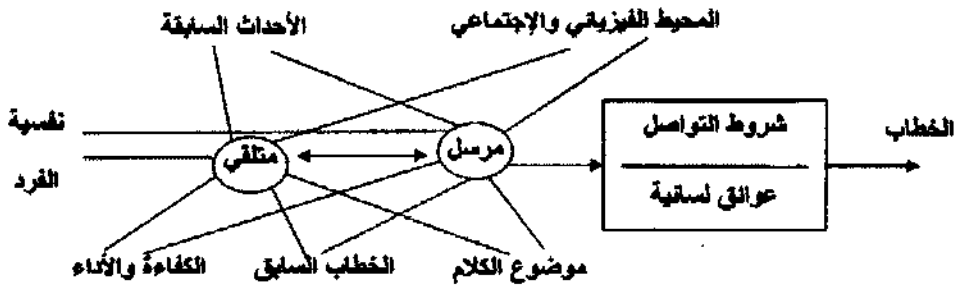 المحيط الفيزياني والإجتماعي
الأحداث السابقة
نفسية
الفرد
متلقي
مرسل
شروط التواصل
عوائق لسانية
الخطاب
موضوع الكلام
الخطاب السابق
الكفاءة والأداء